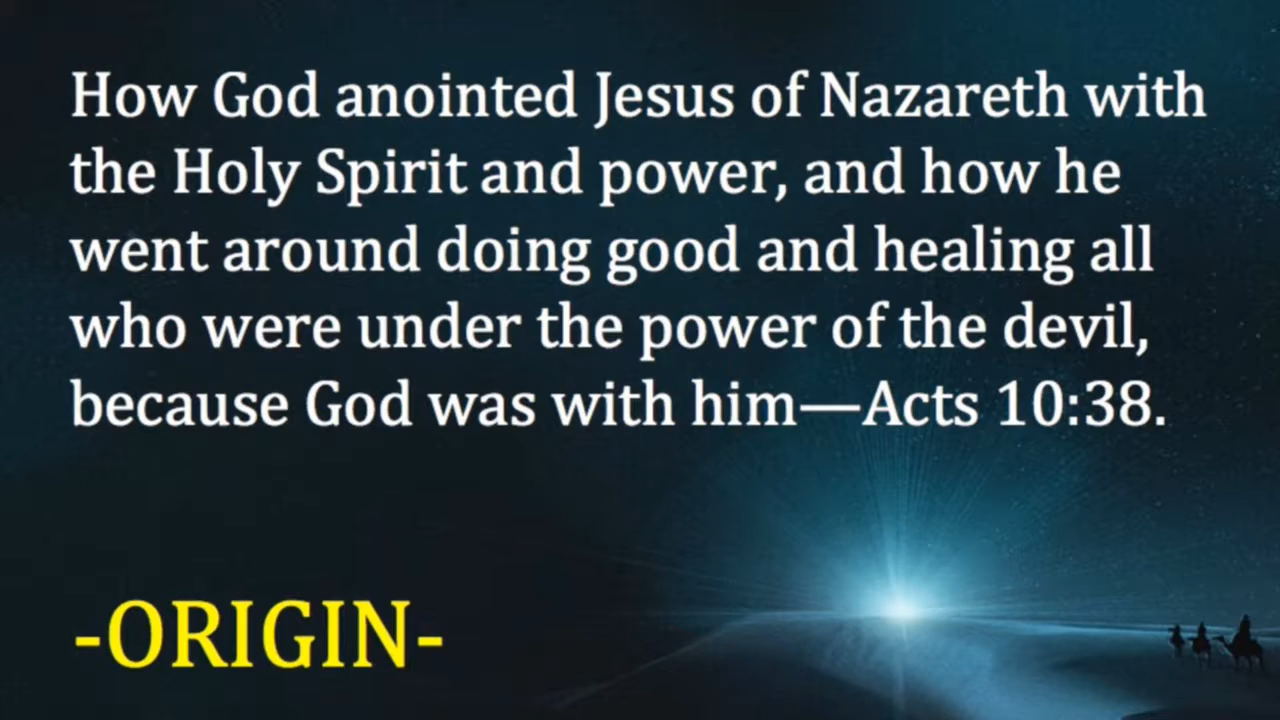 How God anointed Jesus of Nazareth with
the Holy Spirit and power, and how he
went around doing good and healing all
who were under the power of the devil,
because God was with him—Acts 10:38.
-ORIGIN-